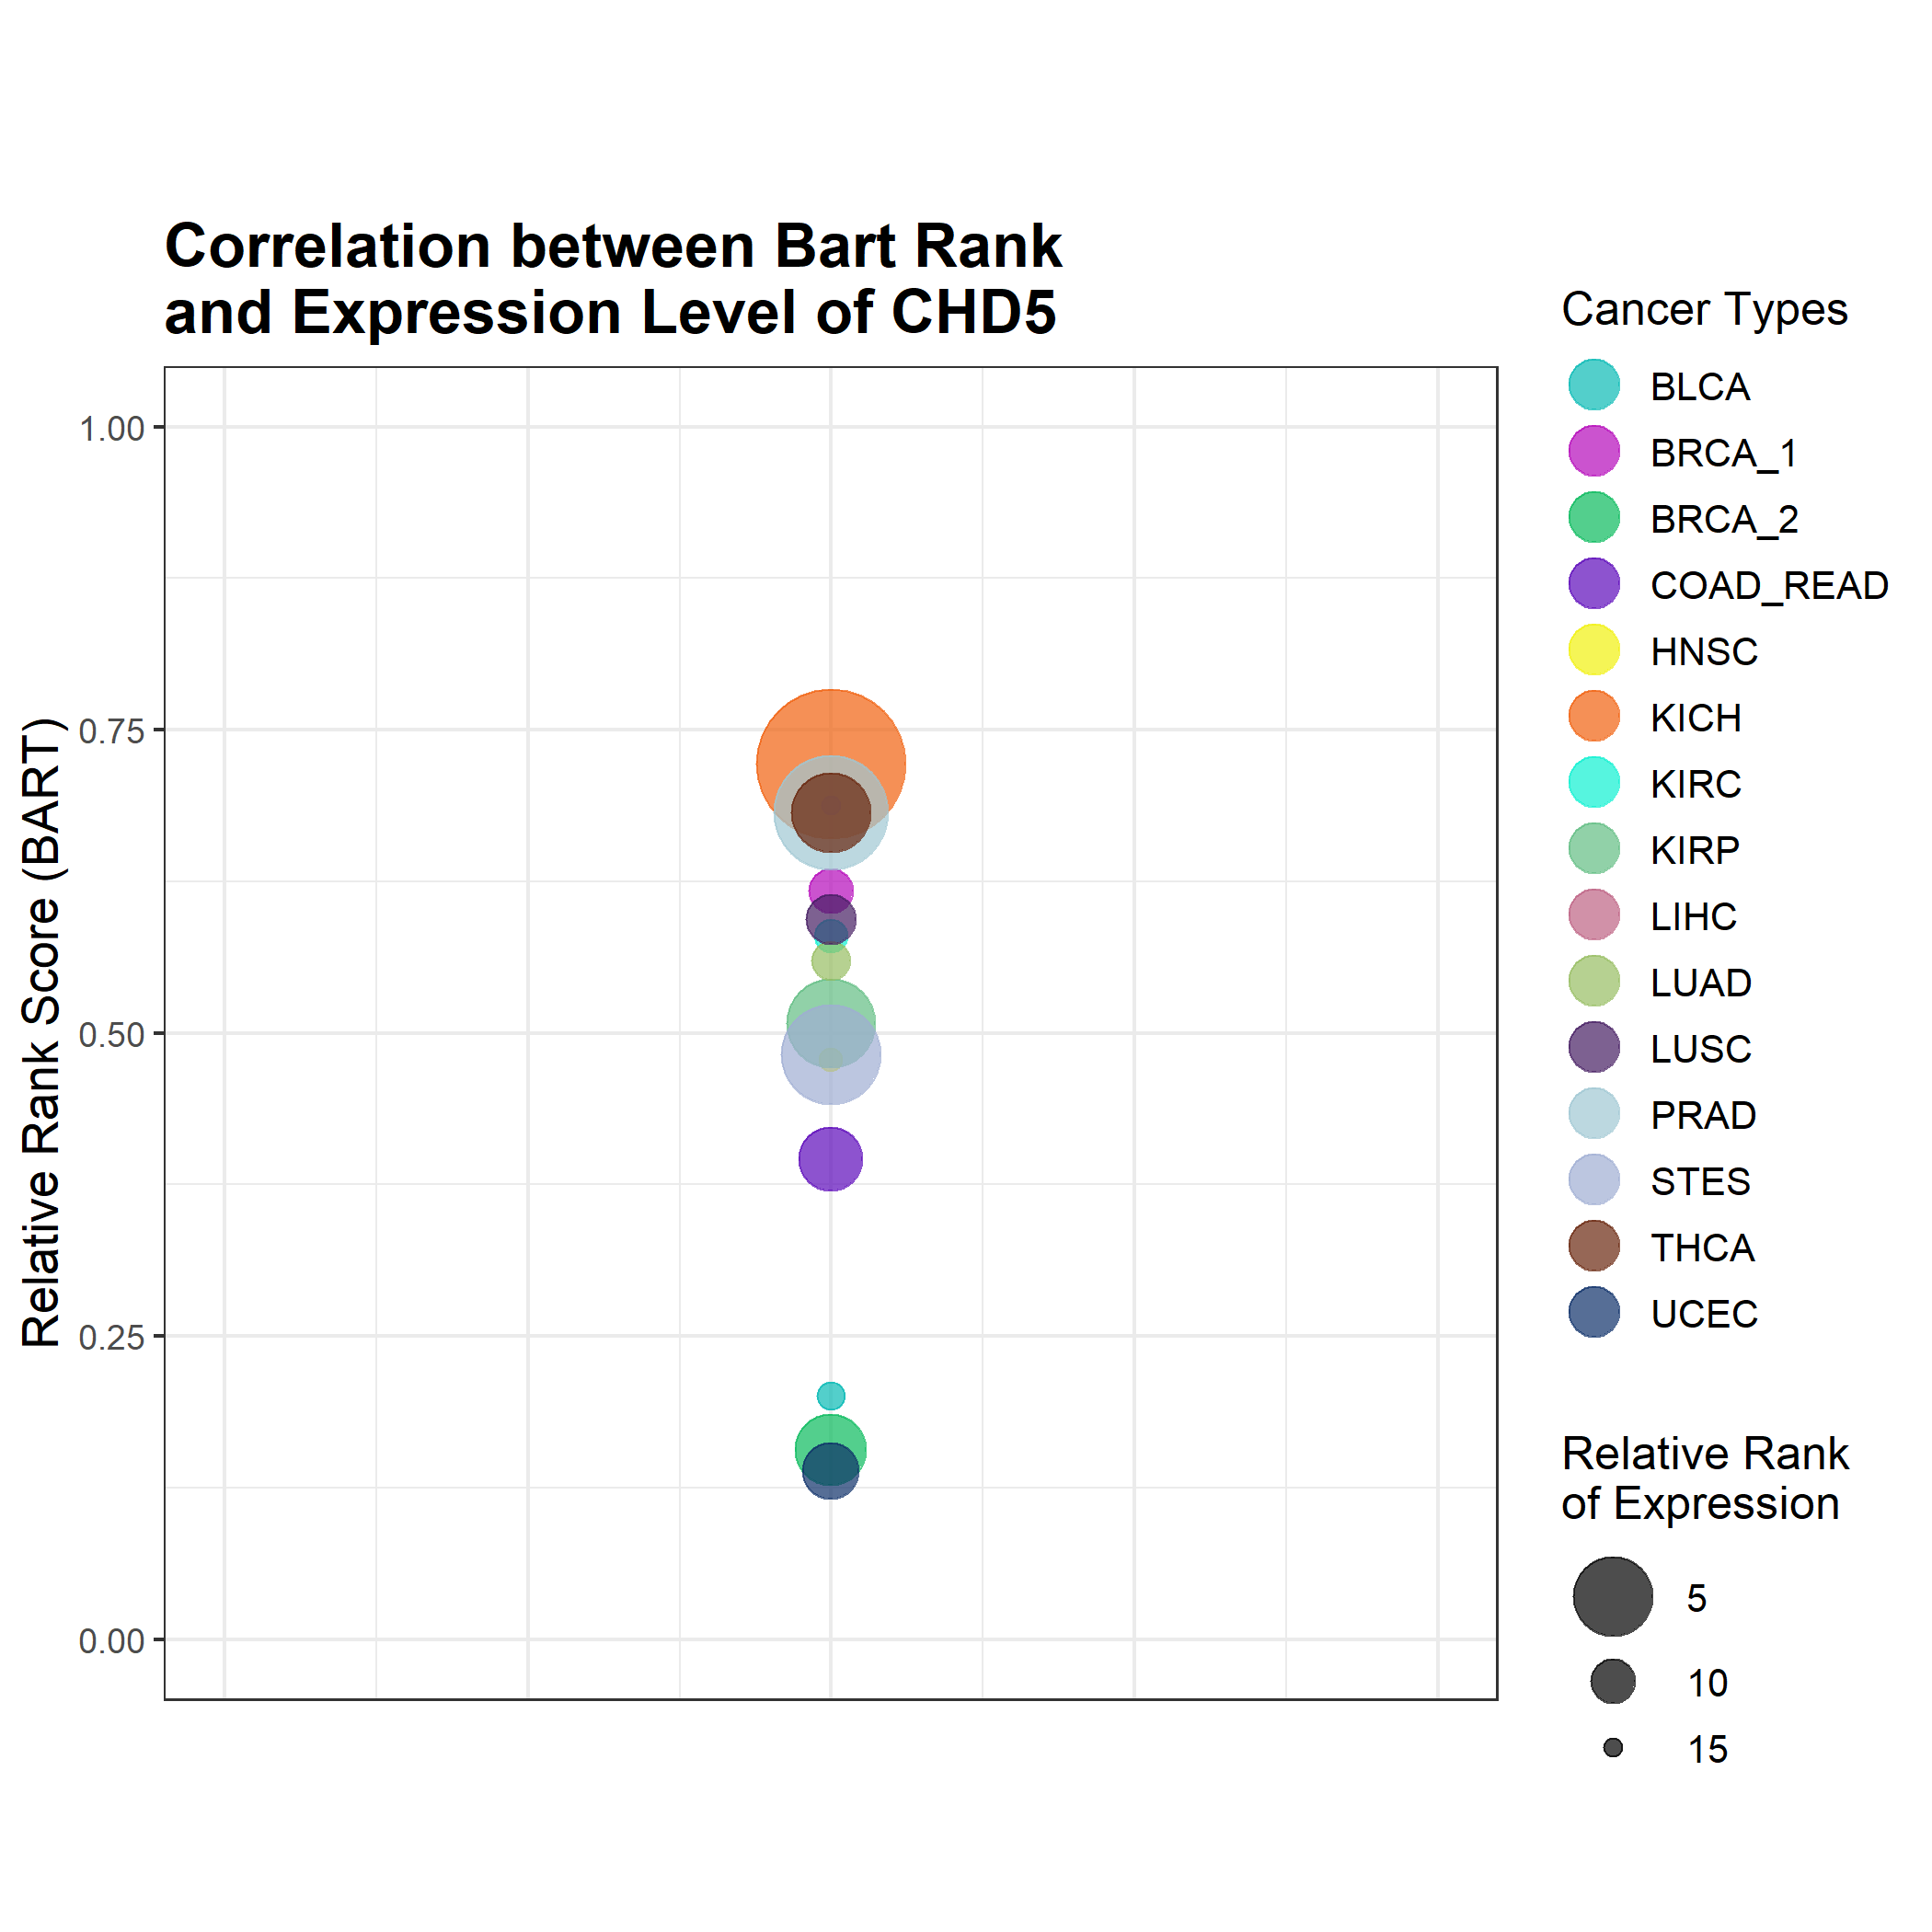 Correlation between Bart Rank
and Expression Level of CHD5
Relative Rank Score (BART)
1.00
0.75
0.50
0.25
0.00
Cancer Types
BLCA
BRCA_1
BRCA_2
COAD_READ
HNSC
KICH
KIRC
KIRP
LIHC
LUAD
LUSC
PRAD
STES
THCA
UCEC
Relative Rank
of Expression
5
10
15